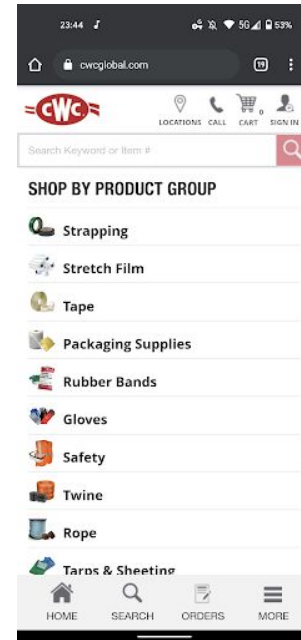 23:44 5G 53%
cwcglobal.com 19
CWC
LOCATIONS CALL CART 0 SIGN IN
Search Keyword or Item #
SHOP BY PRODUCT GROUP
Strapping
Stretch Film
Tape
Packaging Supplies
Rubber Bands
Gloves
Safety
Twine
Rope
Tarps & Sheeting
HOME SEARCH ORDERS MORE